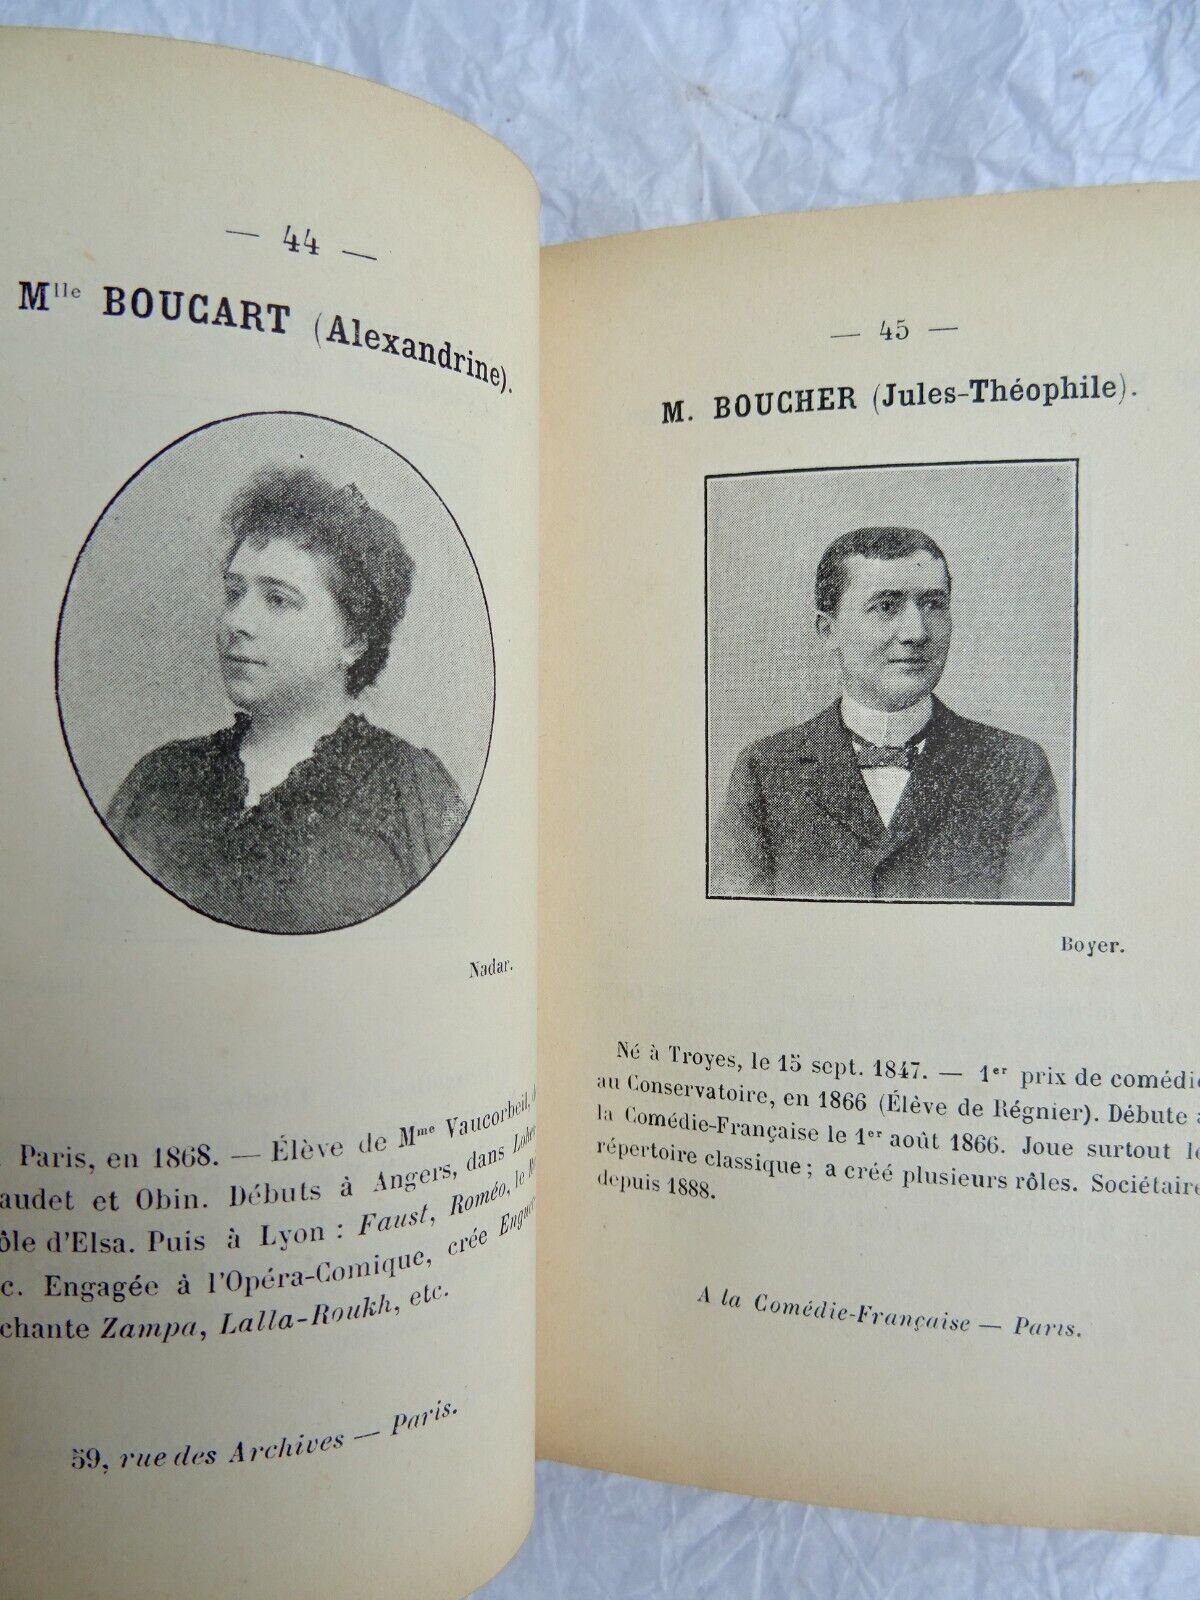 — 44 —
Mlle BOUCART (Alexandrine).
Nadar.
Paris, en 1868. — Élève de Mme Vaucorbeil,
audet et Obin. Débuts à Angers, dans Lohe
ôle d'Elsa. Puis à Lyon : Faust, Roméo, le R
c. Engagée à l'Opéra-Comique, crée Engue
chante Zampa, Lalla-Roukh, etc.
59, rue des Archives — Paris.
— 45 —
M. BOUCHER (Jules-Théophile).
Boyer.
Né à Troyes, le 15 sept. 1847. — 1er prix de comédie
au Conservatoire, en 1866 (Élève de Régnier). Débute à
la Comédie-Française le 1er août 1866. Joue surtout le
répertoire classique ; a créé plusieurs rôles. Sociétaire
depuis 1888.
A la Comédie-Française — Paris.